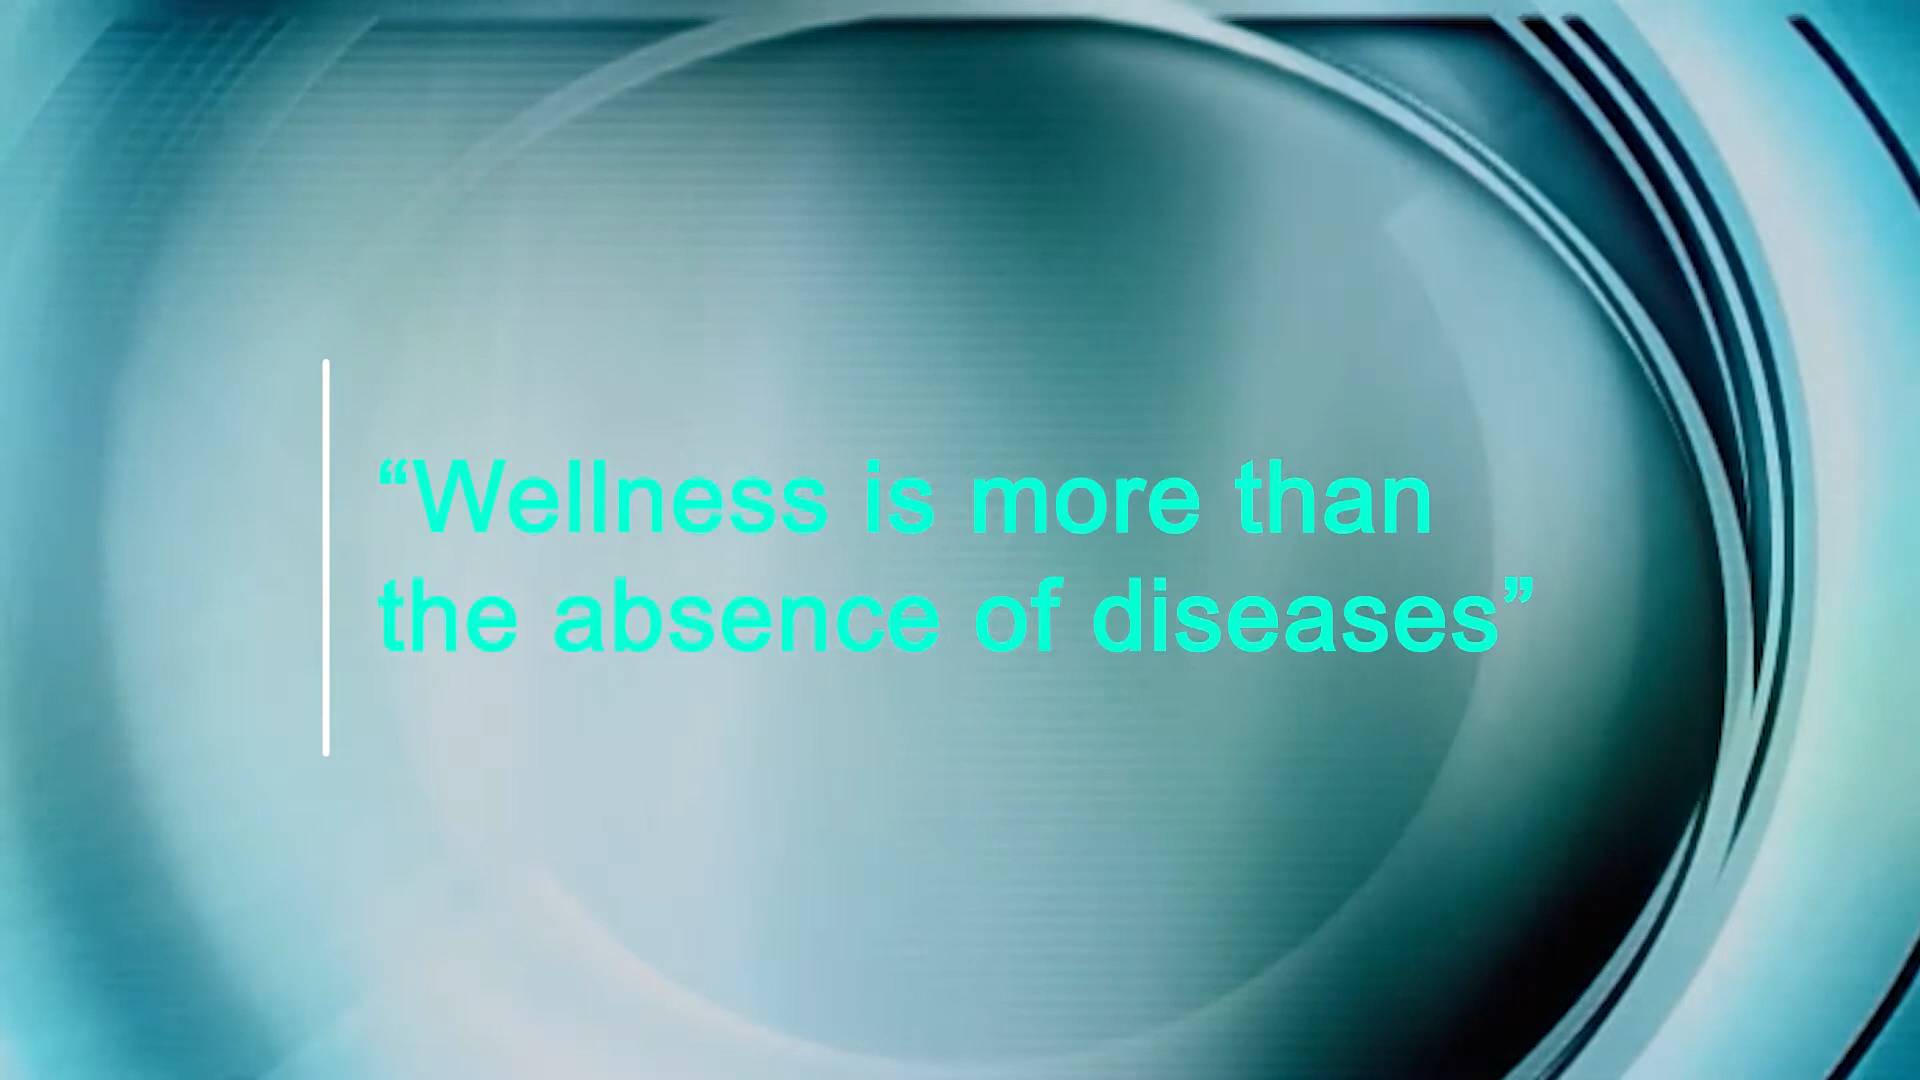 “Wellness is more than
the absence of diseases”